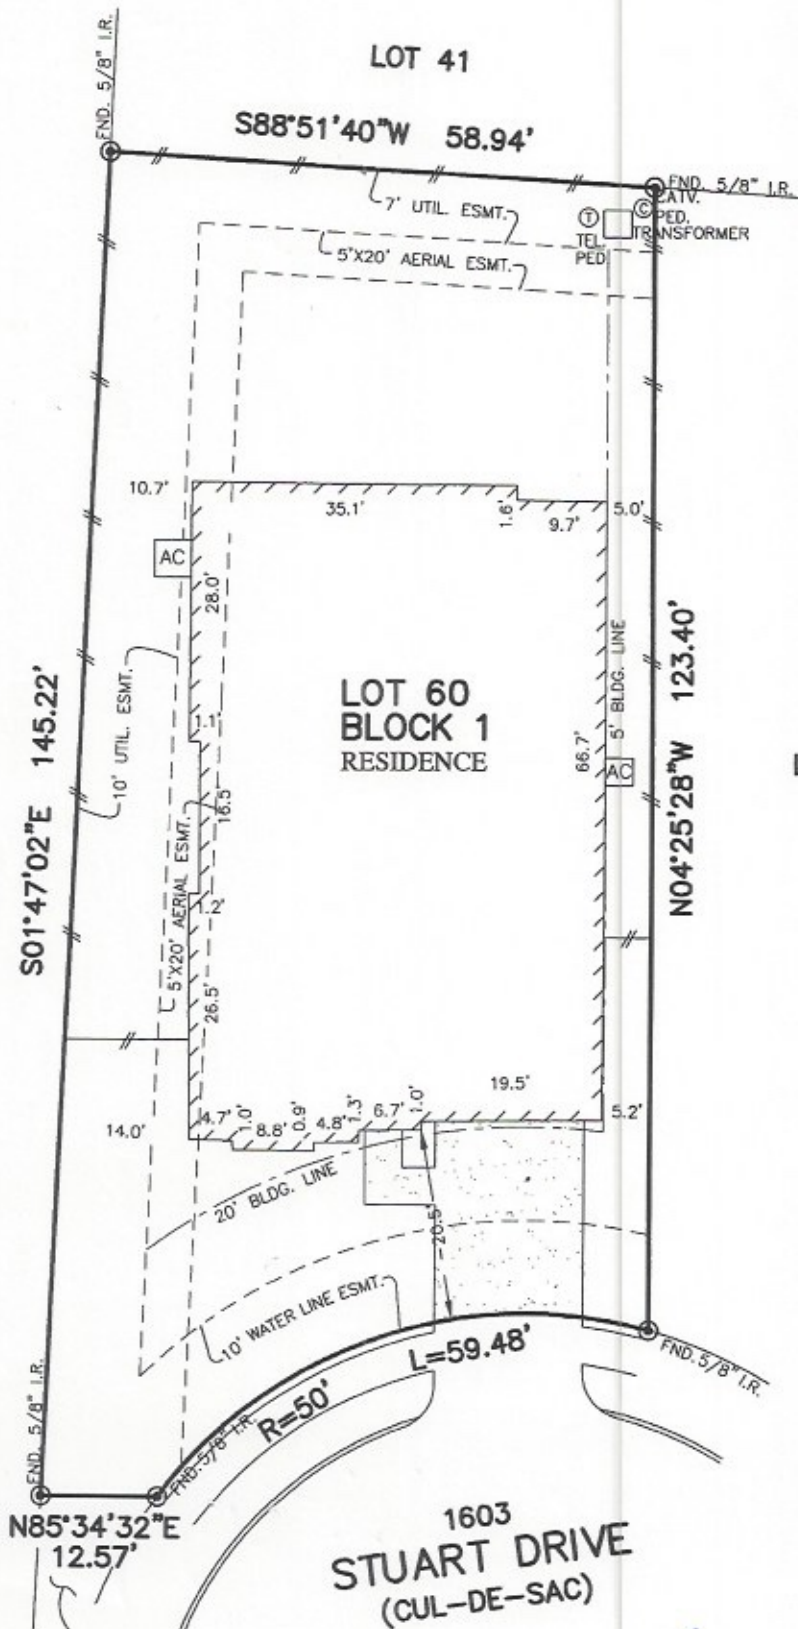 LOT 41
FND. 5/8" I.R.
S88°51'40"W 58.94'
FND. 5/8" I.R.
CATV.
C
PED.
TRANSFORMER
T
TEL.
PED
7' UTIL. ESMT.
5'X20' AERIAL ESMT.
10.7'
35.1'
1.6'
9.7'
5.0'
AC
28.0'
LOT 60
BLOCK 1
RESIDENCE
5' BLDG. LINE
66.7'
AC
N04°25'28"W 123.40'
S01°47'02"E 145.22'
10' UTIL. ESMT.
1.1'
16.5'
5'X20' AERIAL ESMT.
1.2'
26.5'
14.0'
4.7'
1.0'
8.8'
0.9'
4.8'
1.3'
6.7'
1.0'
19.5'
5.2'
20' BLDG. LINE
20.5'
10' WATER LINE ESMT.
L=59.48'
R=50'
FND. 5/8" I.R.
FND. 5/8" I.R.
FND. 5/8" I.R.
N85°34'32"E
12.57'
1603
STUART DRIVE
(CUL-DE-SAC)